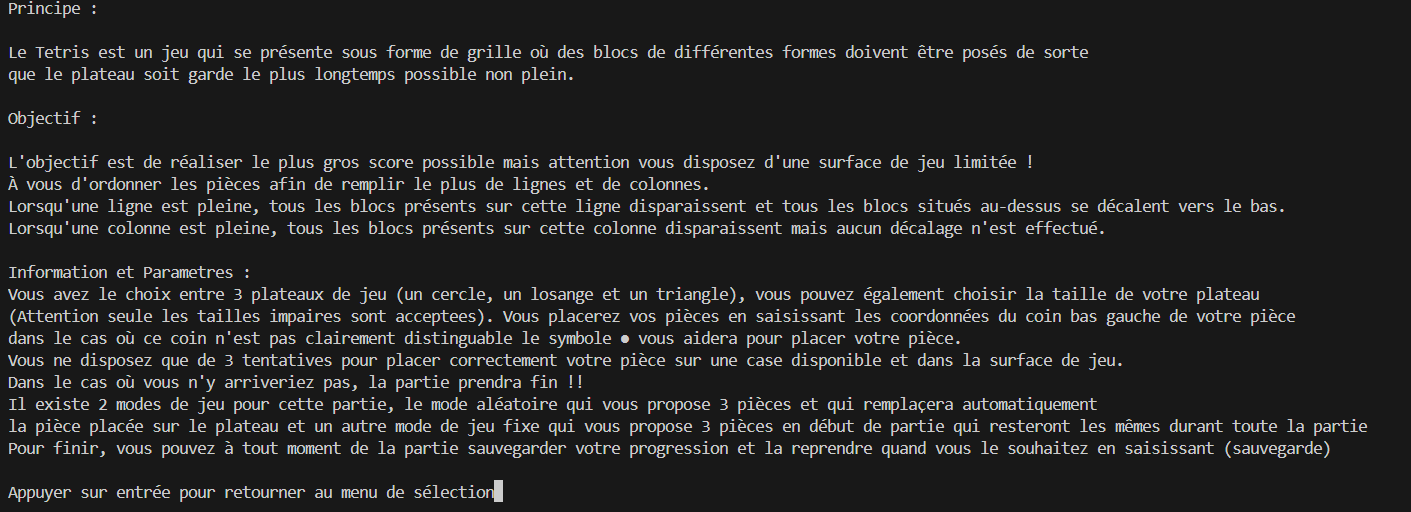 Principe :
Le Tetris est un jeu qui se présente sous forme de grille où des blocs de différentes formes doivent être posés de sorte
que le plateau soit garde le plus longtemps possible non plein.
Objectif :
L'objectif est de réaliser le plus gros score possible mais attention vous disposez d'une surface de jeu limitée !
À vous d'ordonner les pièces afin de remplir le plus de lignes et de colonnes.
Lorsqu'une ligne est pleine, tous les blocs présents sur cette ligne disparaissent et tous les blocs situés au-dessus se décalent vers le bas.
Lorsqu'une colonne est pleine, tous les blocs présents sur cette colonne disparaissent mais aucun décalage n'est effectué.
Information et Parametres :
Vous avez le choix entre 3 plateaux de jeu (un cercle, un losange et un triangle), vous pouvez également choisir la taille de votre plateau
(Attention seule les tailles impaires sont acceptees). Vous placerez vos pièces en saisissant les coordonnées du coin bas gauche de votre pièce
dans le cas où ce coin n'est pas clairement distinguable le symbole ● vous aidera pour placer votre pièce.
Vous ne disposez que de 3 tentatives pour placer correctement votre pièce sur une case disponible et dans la surface de jeu.
Dans le cas où vous n'y arriveriez pas, la partie prendra fin !!
Il existe 2 modes de jeu pour cette partie, le mode aléatoire qui vous propose 3 pièces et qui remplaçera automatiquement
la pièce placée sur le plateau et un autre mode de jeu fixe qui vous propose 3 pièces en début de partie qui resteront les mêmes durant toute la partie
Pour finir, vous pouvez à tout moment de la partie sauvegarder votre progression et la reprendre quand vous le souhaitez en saisissant (sauvegarde)
Appuyer sur entrée pour retourner au menu de sélection